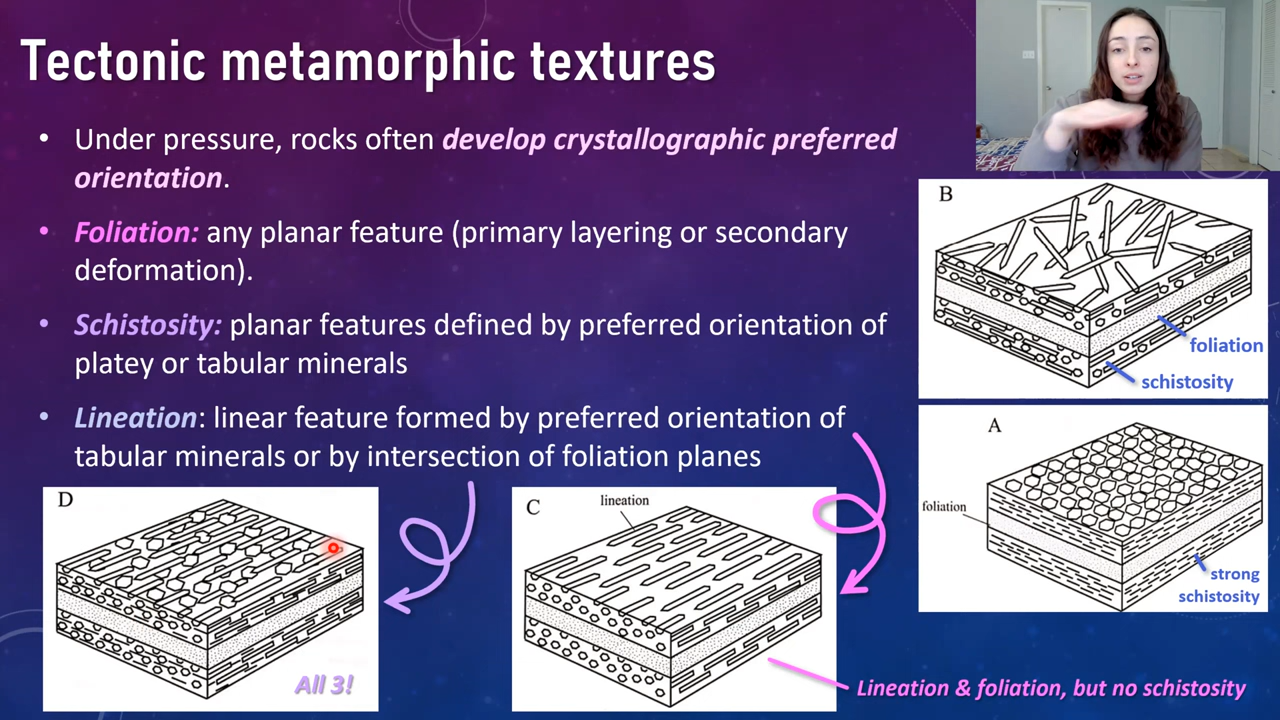 Tectonic metamorphic textures
• Under pressure, rocks often develop crystallographic preferred
orientation.
• Foliation: any planar feature (primary layering or secondary
deformation).
• Schistosity: planar features defined by preferred orientation of
platey or tabular minerals
• Lineation: linear feature formed by preferred orientation of
tabular minerals or by intersection of foliation planes
B
foliation
schistosity
A
foliation
strong
schistosity
D
All 3!
C
lineation
Lineation & foliation, but no schistosity